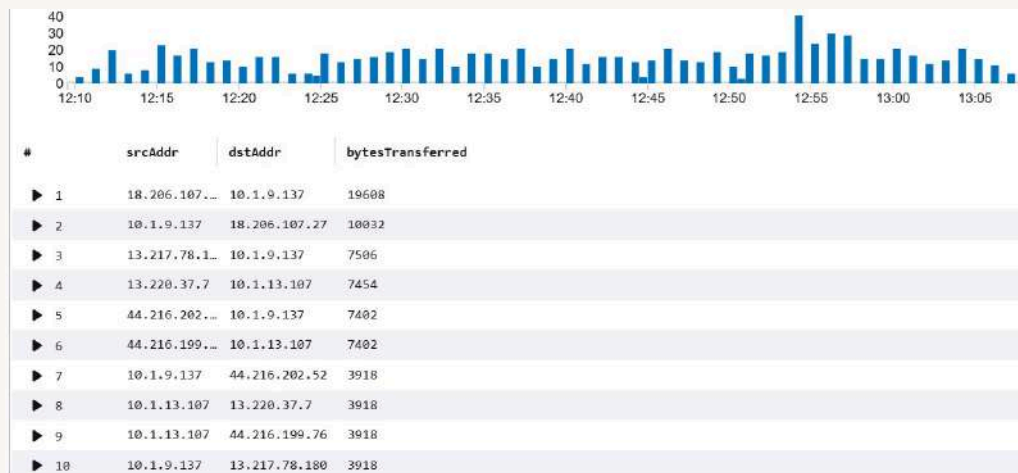 40
30
20
10
0
12:10 12:15 12:20 12:25 12:30 12:35 12:40 12:45 12:50 12:55 13:00 13:05
# srcAddr dstAddr bytesTransferred
1 18.206.107.… 10.1.9.137 19608
2 10.1.9.137 18.206.107.27 10032
3 13.217.78.1… 10.1.9.137 7506
4 13.220.37.7 10.1.13.107 7454
5 44.216.202.… 10.1.9.137 7402
6 44.216.199.… 10.1.13.107 7402
7 10.1.9.137 44.216.202.52 3918
8 10.1.13.107 13.220.37.7 3918
9 10.1.13.107 44.216.199.76 3918
10 10.1.9.137 13.217.78.180 3918